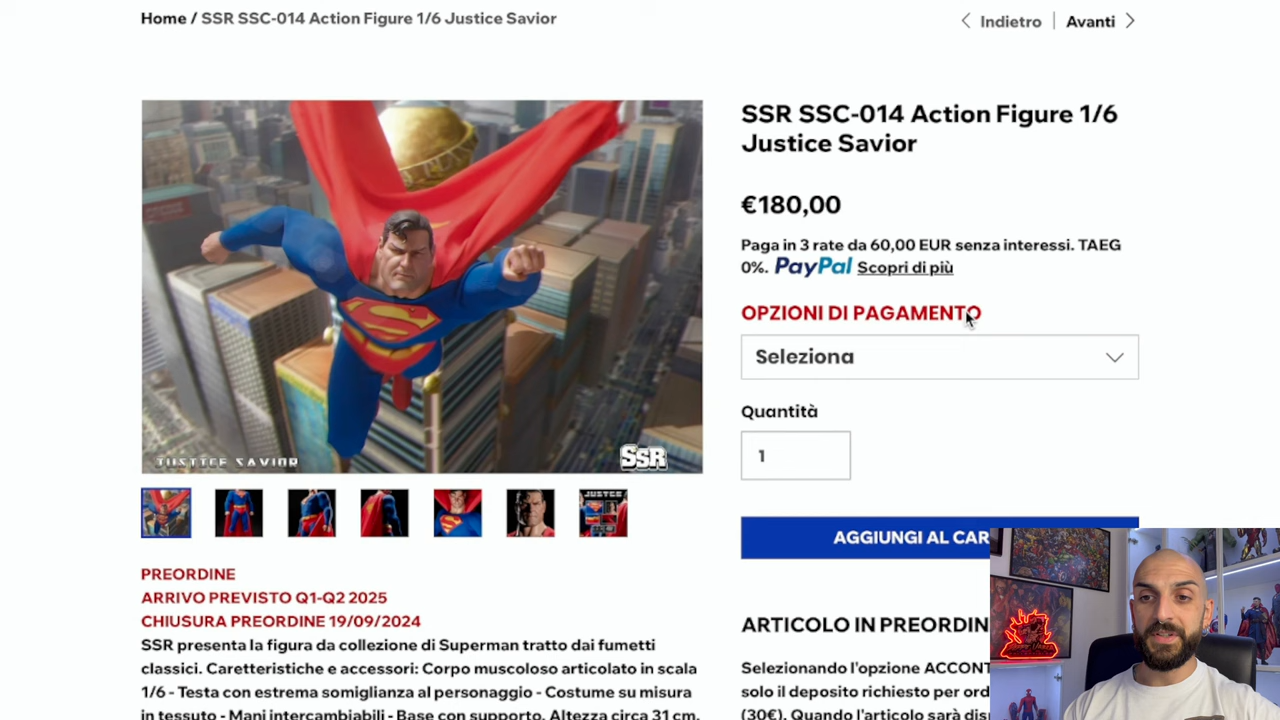 Home / SSR SSC-014 Action Figure 1/6 Justice Savior
Indietro
Avanti
SSR SSC-014 Action Figure 1/6
Justice Savior
€180,00
Paga in 3 rate da 60,00 EUR senza interessi. TAEG
0%. PayPal Scopri di più
OPZIONI DI PAGAMENTO
Seleziona
Quantità
1
AGGIUNGI AL CAR
JUSTICE SAVIOR
SSR
PREORDINE
ARRIVO PREVISTO Q1-Q2 2025
CHIUSURA PREORDINE 19/09/2024
SSR presenta la figura da collezione di Superman tratto dai fumetti
classici. Caretteristiche e accessori: Corpo muscoloso articolato in scala
1/6 - Testa con estrema somiglianza al personaggio - Costume su misura
in tessuto - Mani intercambiabili - Base con supporto. Altezza circa 31 cm.
ARTICOLO IN PREORDIN
Selezionando l'opzione ACCONT
solo il deposito richiesto per ord
(30€). Quando l'articolo sarà dis